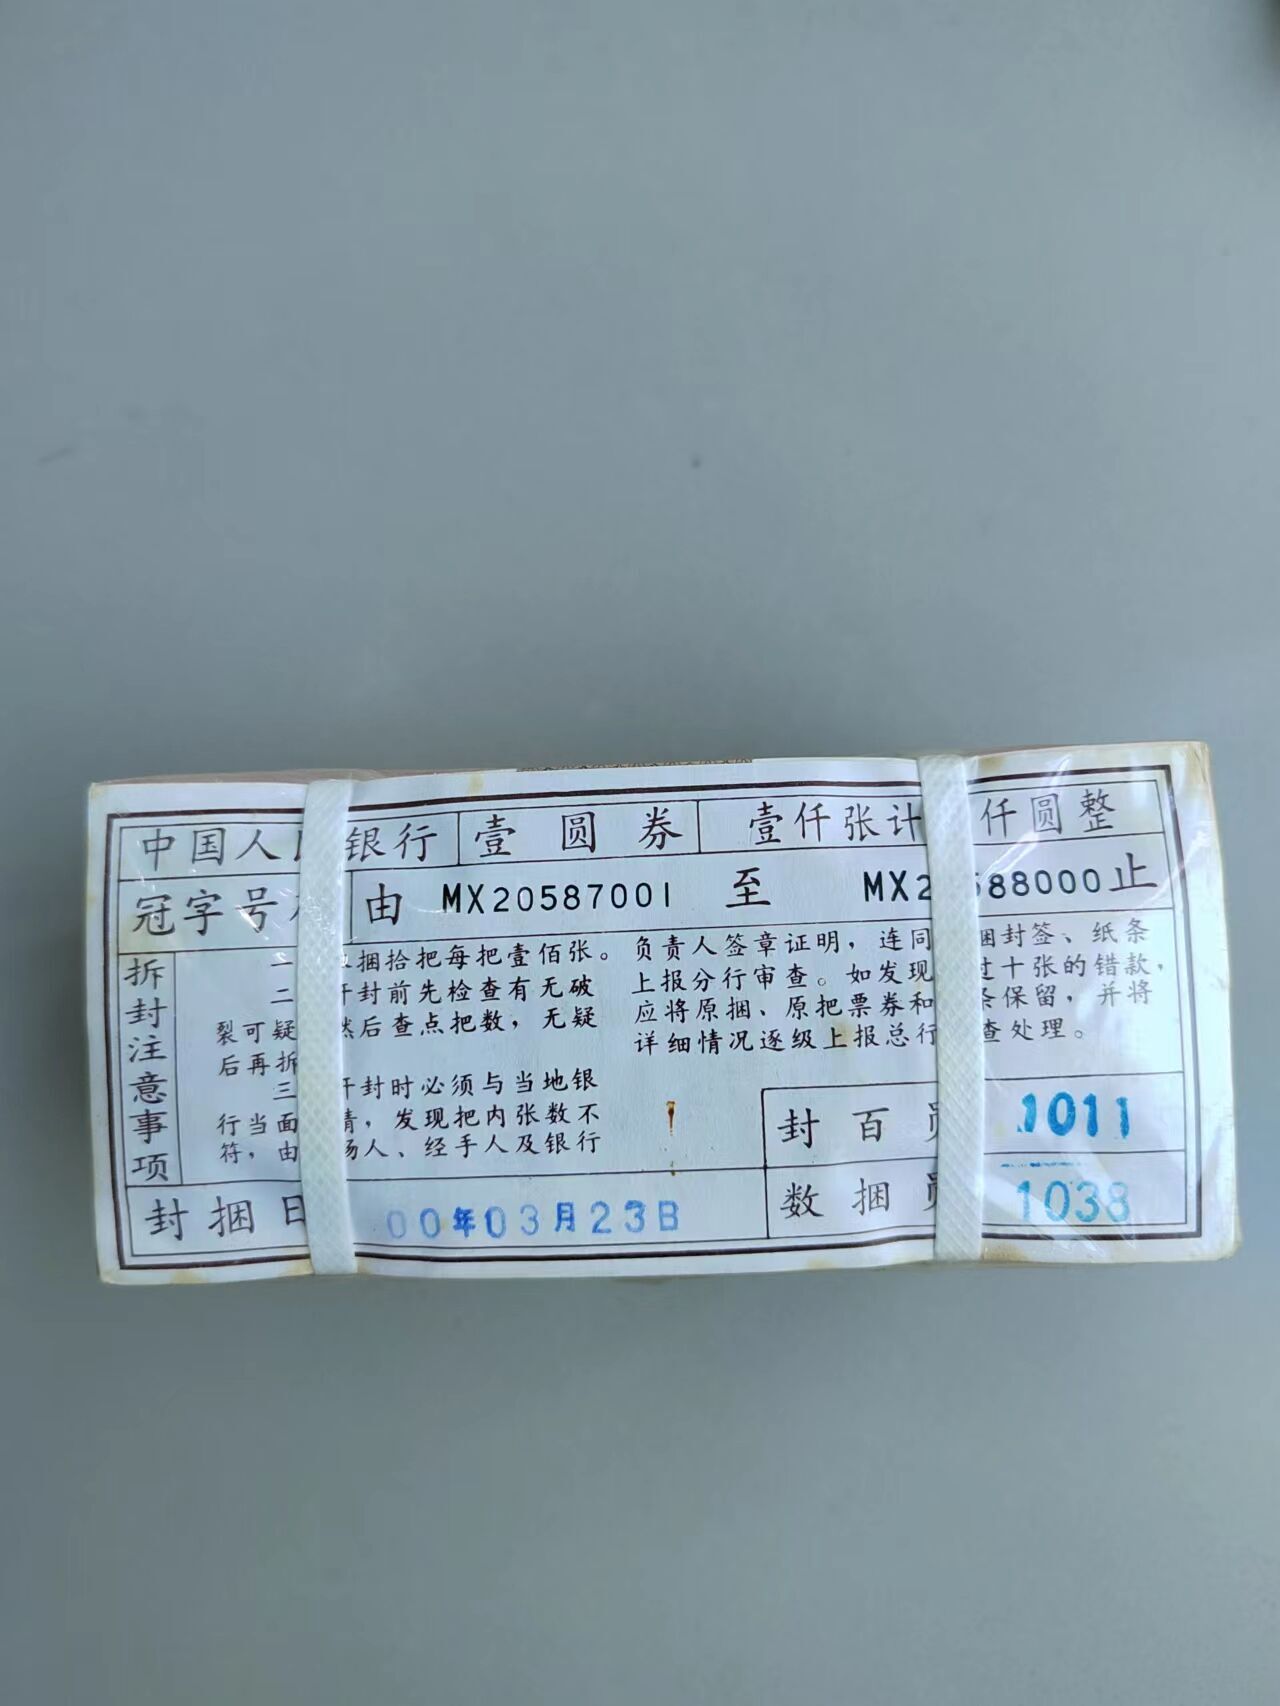 中国人 银行 壹圆券 壹仟张计 仟圆整
冠字号 由 MX20587001 至 MX2 588000止
拆封注意事项
一 捆拾把每把壹佰张。
二 开封前先检查有无破
裂可疑 然后查点把数，无疑
后再拆
三 开封时必须与当地银
行当面 清，发现把内张数不
符，由 场人、经手人及银行
负责人签章证明，连同 捆封签、纸条
上报分行审查。如发现 过十张的错款，
应将原捆、原把票券和 条保留，并将
详细情况逐级上报总行 查处理。
封百员 1011
封捆日 00年03月23日 数捆员 1038